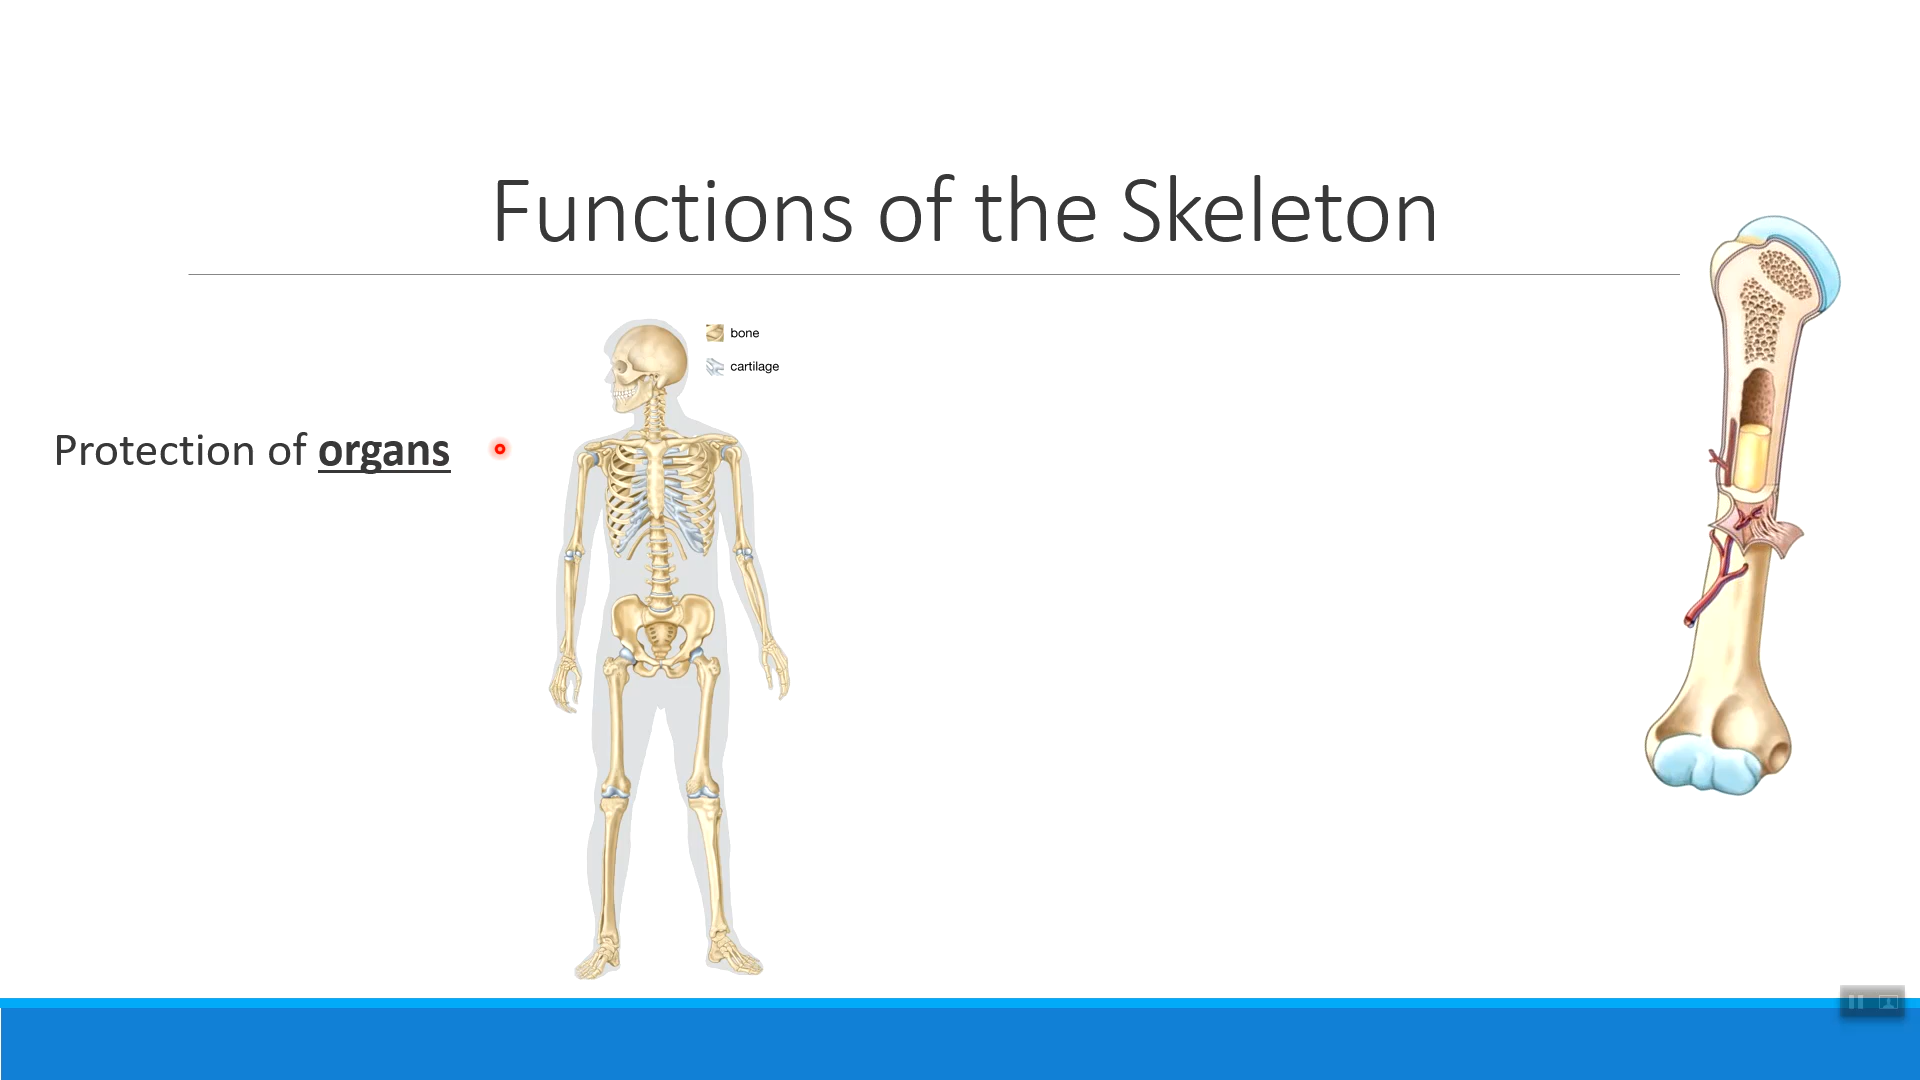 Functions of the Skeleton
bone
cartilage
Protection of organs